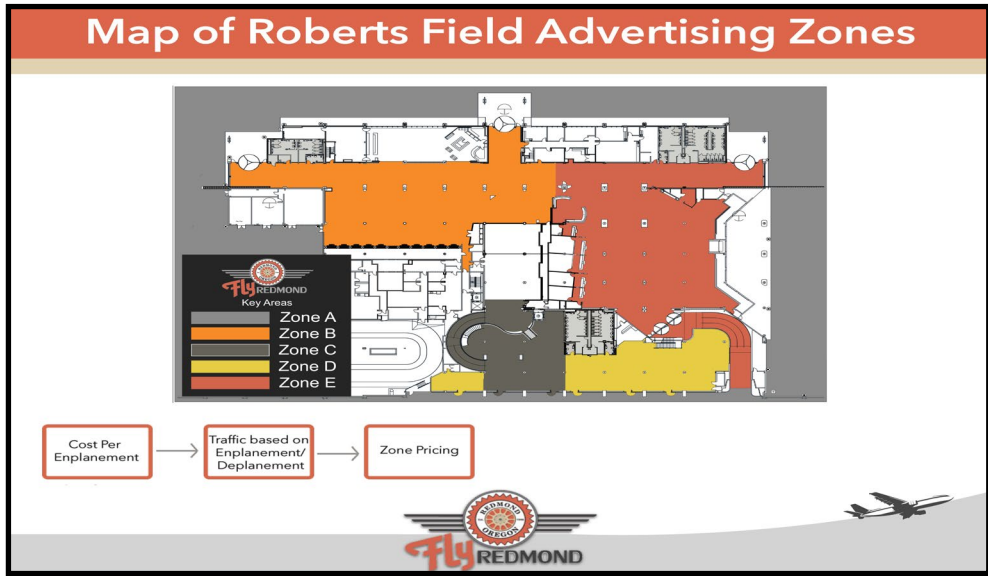 Map of Roberts Field Advertising Zones
Fly REDMOND
Key Areas
Zone A
Zone B
Zone C
Zone D
Zone E
Cost Per
Enplanement
Traffic based on
Enplanement/
Deplanement
Zone Pricing
REDMOND
OREGON
Fly REDMOND